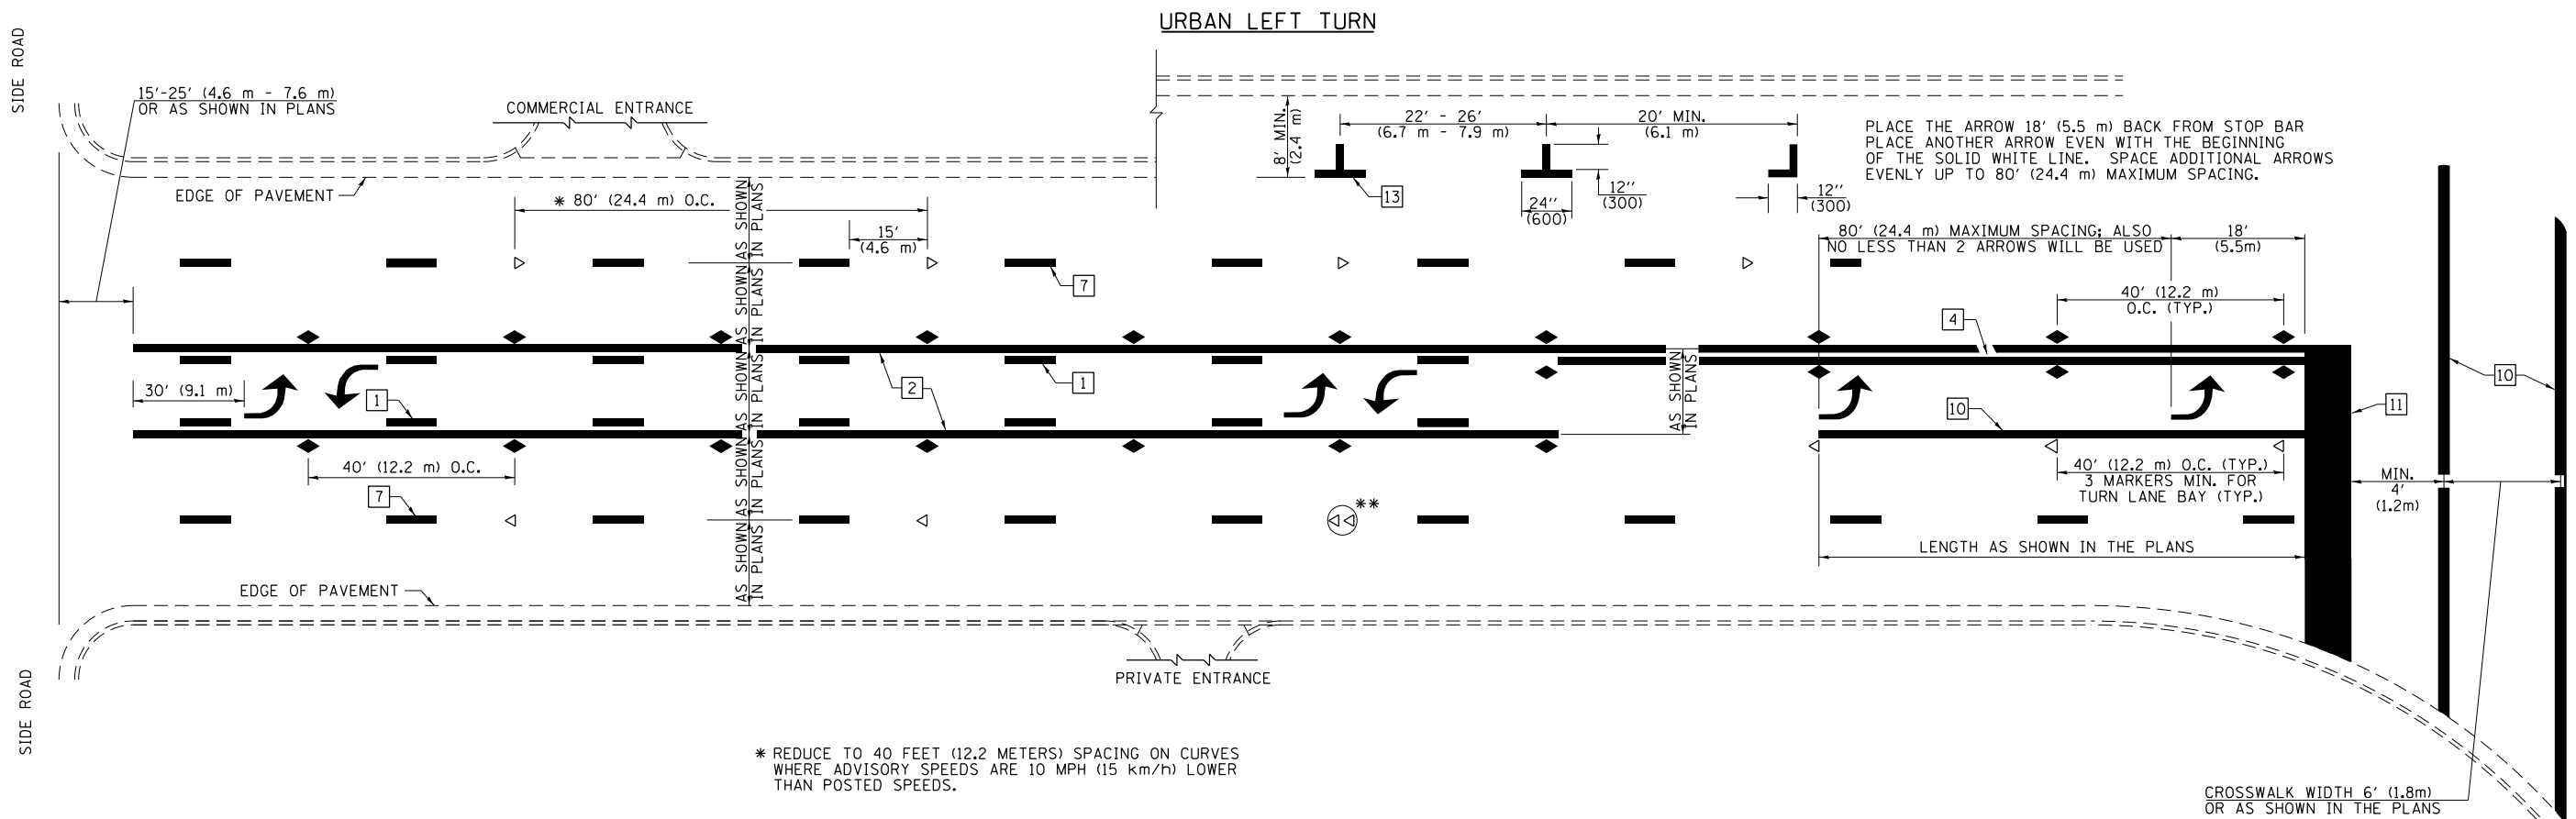 URBAN LEFT TURN
SIDE ROAD
15'-25' (4.6 m - 7.6 m)
OR AS SHOWN IN PLANS
COMMERCIAL ENTRANCE
EDGE OF PAVEMENT
* 80' (24.4 m) O.C.
15'
(4.6 m)
7
8' MIN.
(2.4 m)
22' - 26'
(6.7 m - 7.9 m)
20' MIN.
(6.1 m)
13
24''
(600)
12''
(300)
12''
(300)
PLACE THE ARROW 18' (5.5 m) BACK FROM STOP BAR
PLACE ANOTHER ARROW EVEN WITH THE BEGINNING
OF THE SOLID WHITE LINE. SPACE ADDITIONAL ARROWS
EVENLY UP TO 80' (24.4 m) MAXIMUM SPACING.
80' (24.4 m) MAXIMUM SPACING; ALSO
NO LESS THAN 2 ARROWS WILL BE USED
18'
(5.5m)
40' (12.2 m)
O.C. (TYP.)
4
AS SHOWN
IN PLANS
AS SHOWN
IN PLANS
AS SHOWN
IN PLANS
AS SHOWN
IN PLANS
AS SHOWN
IN PLANS
30' (9.1 m)
1
2
1
AS SHOWN
IN PLANS
10
11
10
40' (12.2 m) O.C.
7
**
40' (12.2 m) O.C. (TYP.)
3 MARKERS MIN. FOR
TURN LANE BAY (TYP.)
MIN.
4'
(1.2m)
LENGTH AS SHOWN IN THE PLANS
EDGE OF PAVEMENT
SIDE ROAD
PRIVATE ENTRANCE
* REDUCE TO 40 FEET (12.2 METERS) SPACING ON CURVES
WHERE ADVISORY SPEEDS ARE 10 MPH (15 km/h) LOWER
THAN POSTED SPEEDS.
CROSSWALK WIDTH 6' (1.8m)
OR AS SHOWN IN THE PLANS